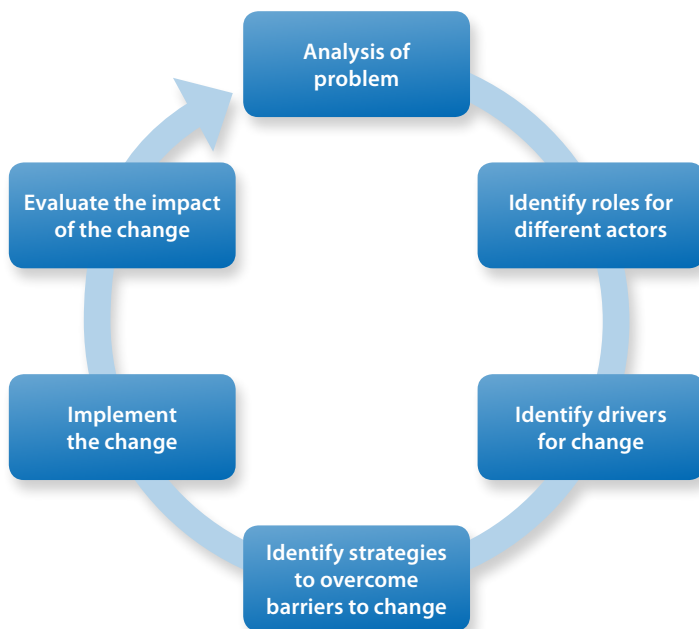 Analysis of
problem
Identify roles for
different actors
Identify drivers
for change
Identify strategies
to overcome
barriers to change
Implement
the change
Evaluate the impact
of the change